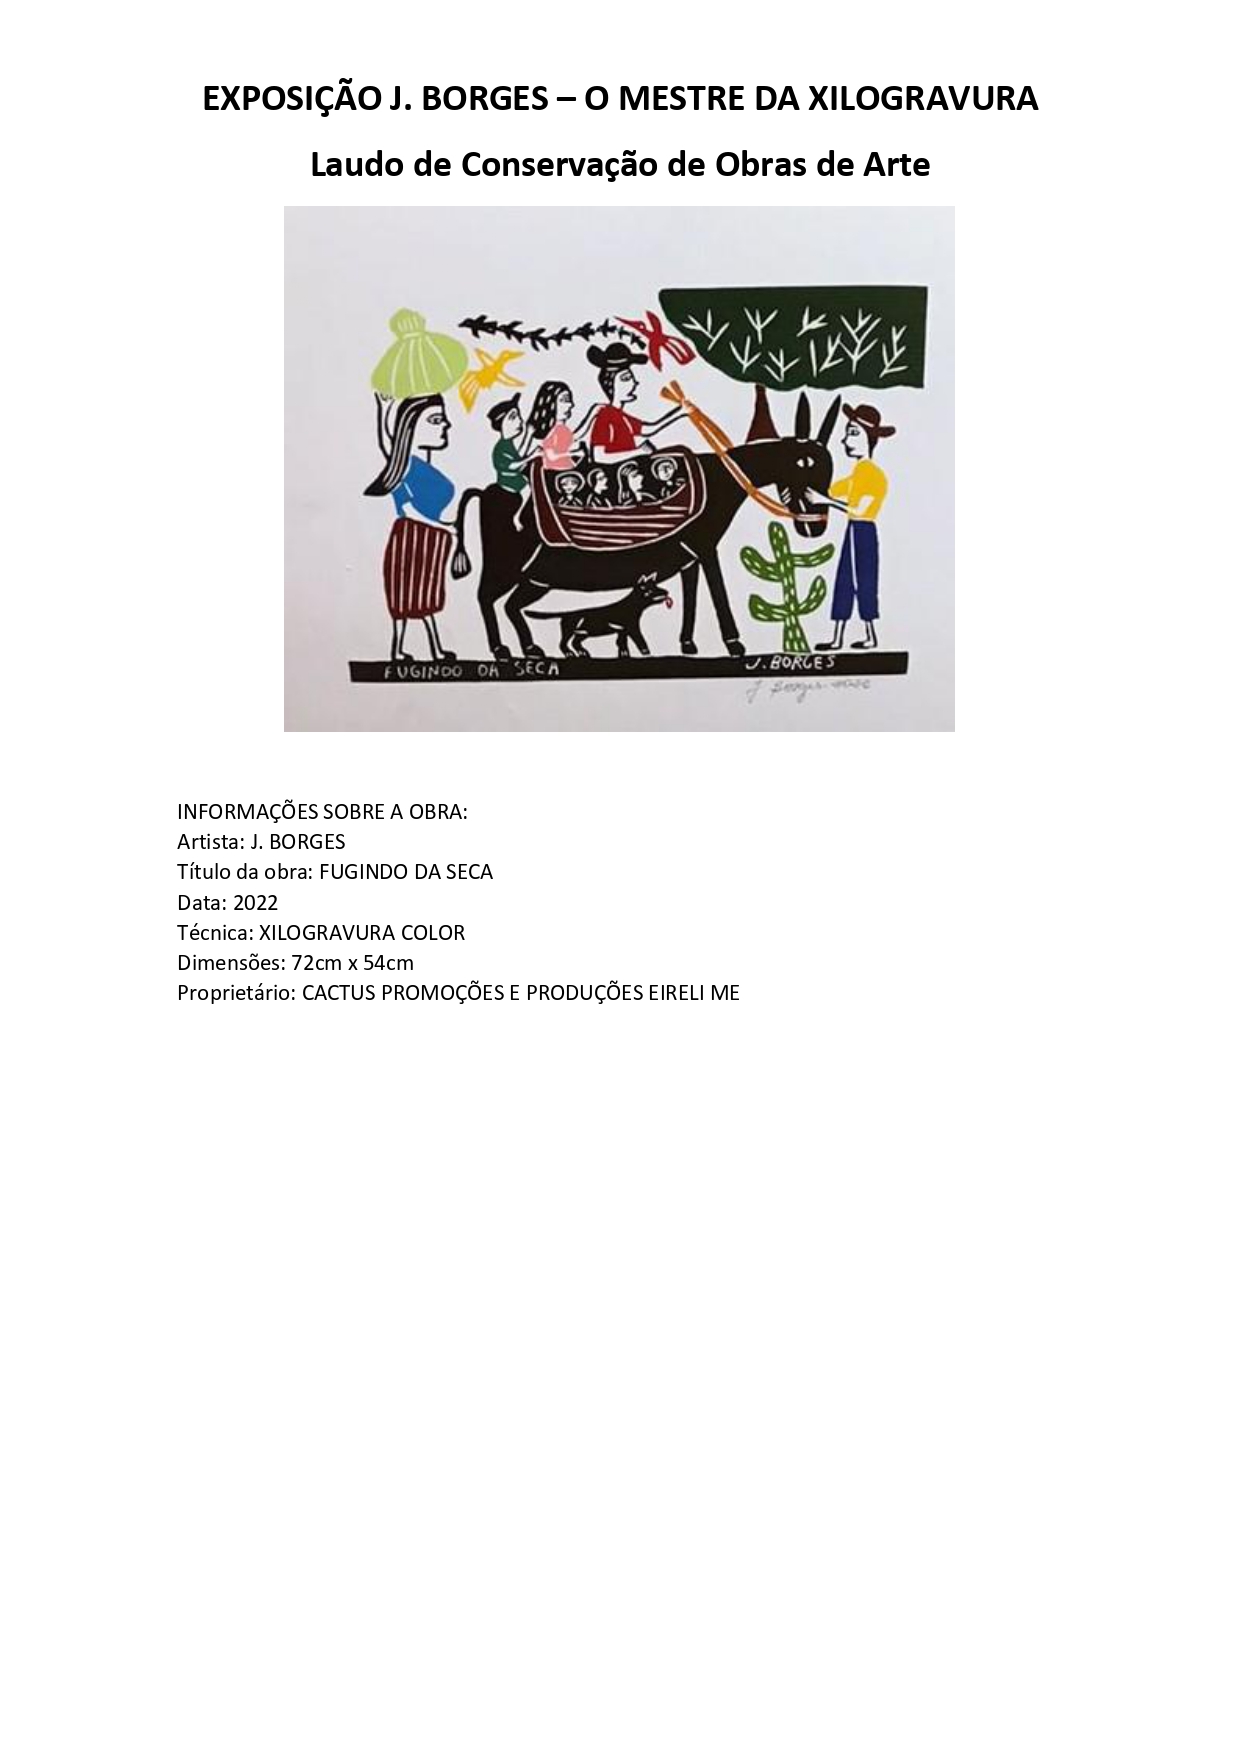 EXPOSIÇÃO J. BORGES – O MESTRE DA XILOGRAVURA
Laudo de Conservação de Obras de Arte
FUGINDO DA SECA
J. BORGES
J Borges
INFORMAÇÕES SOBRE A OBRA:
Artista: J. BORGES
Título da obra: FUGINDO DA SECA
Data: 2022
Técnica: XILOGRAVURA COLOR
Dimensões: 72cm x 54cm
Proprietário: CACTUS PROMOÇÕES E PRODUÇÕES EIRELI ME